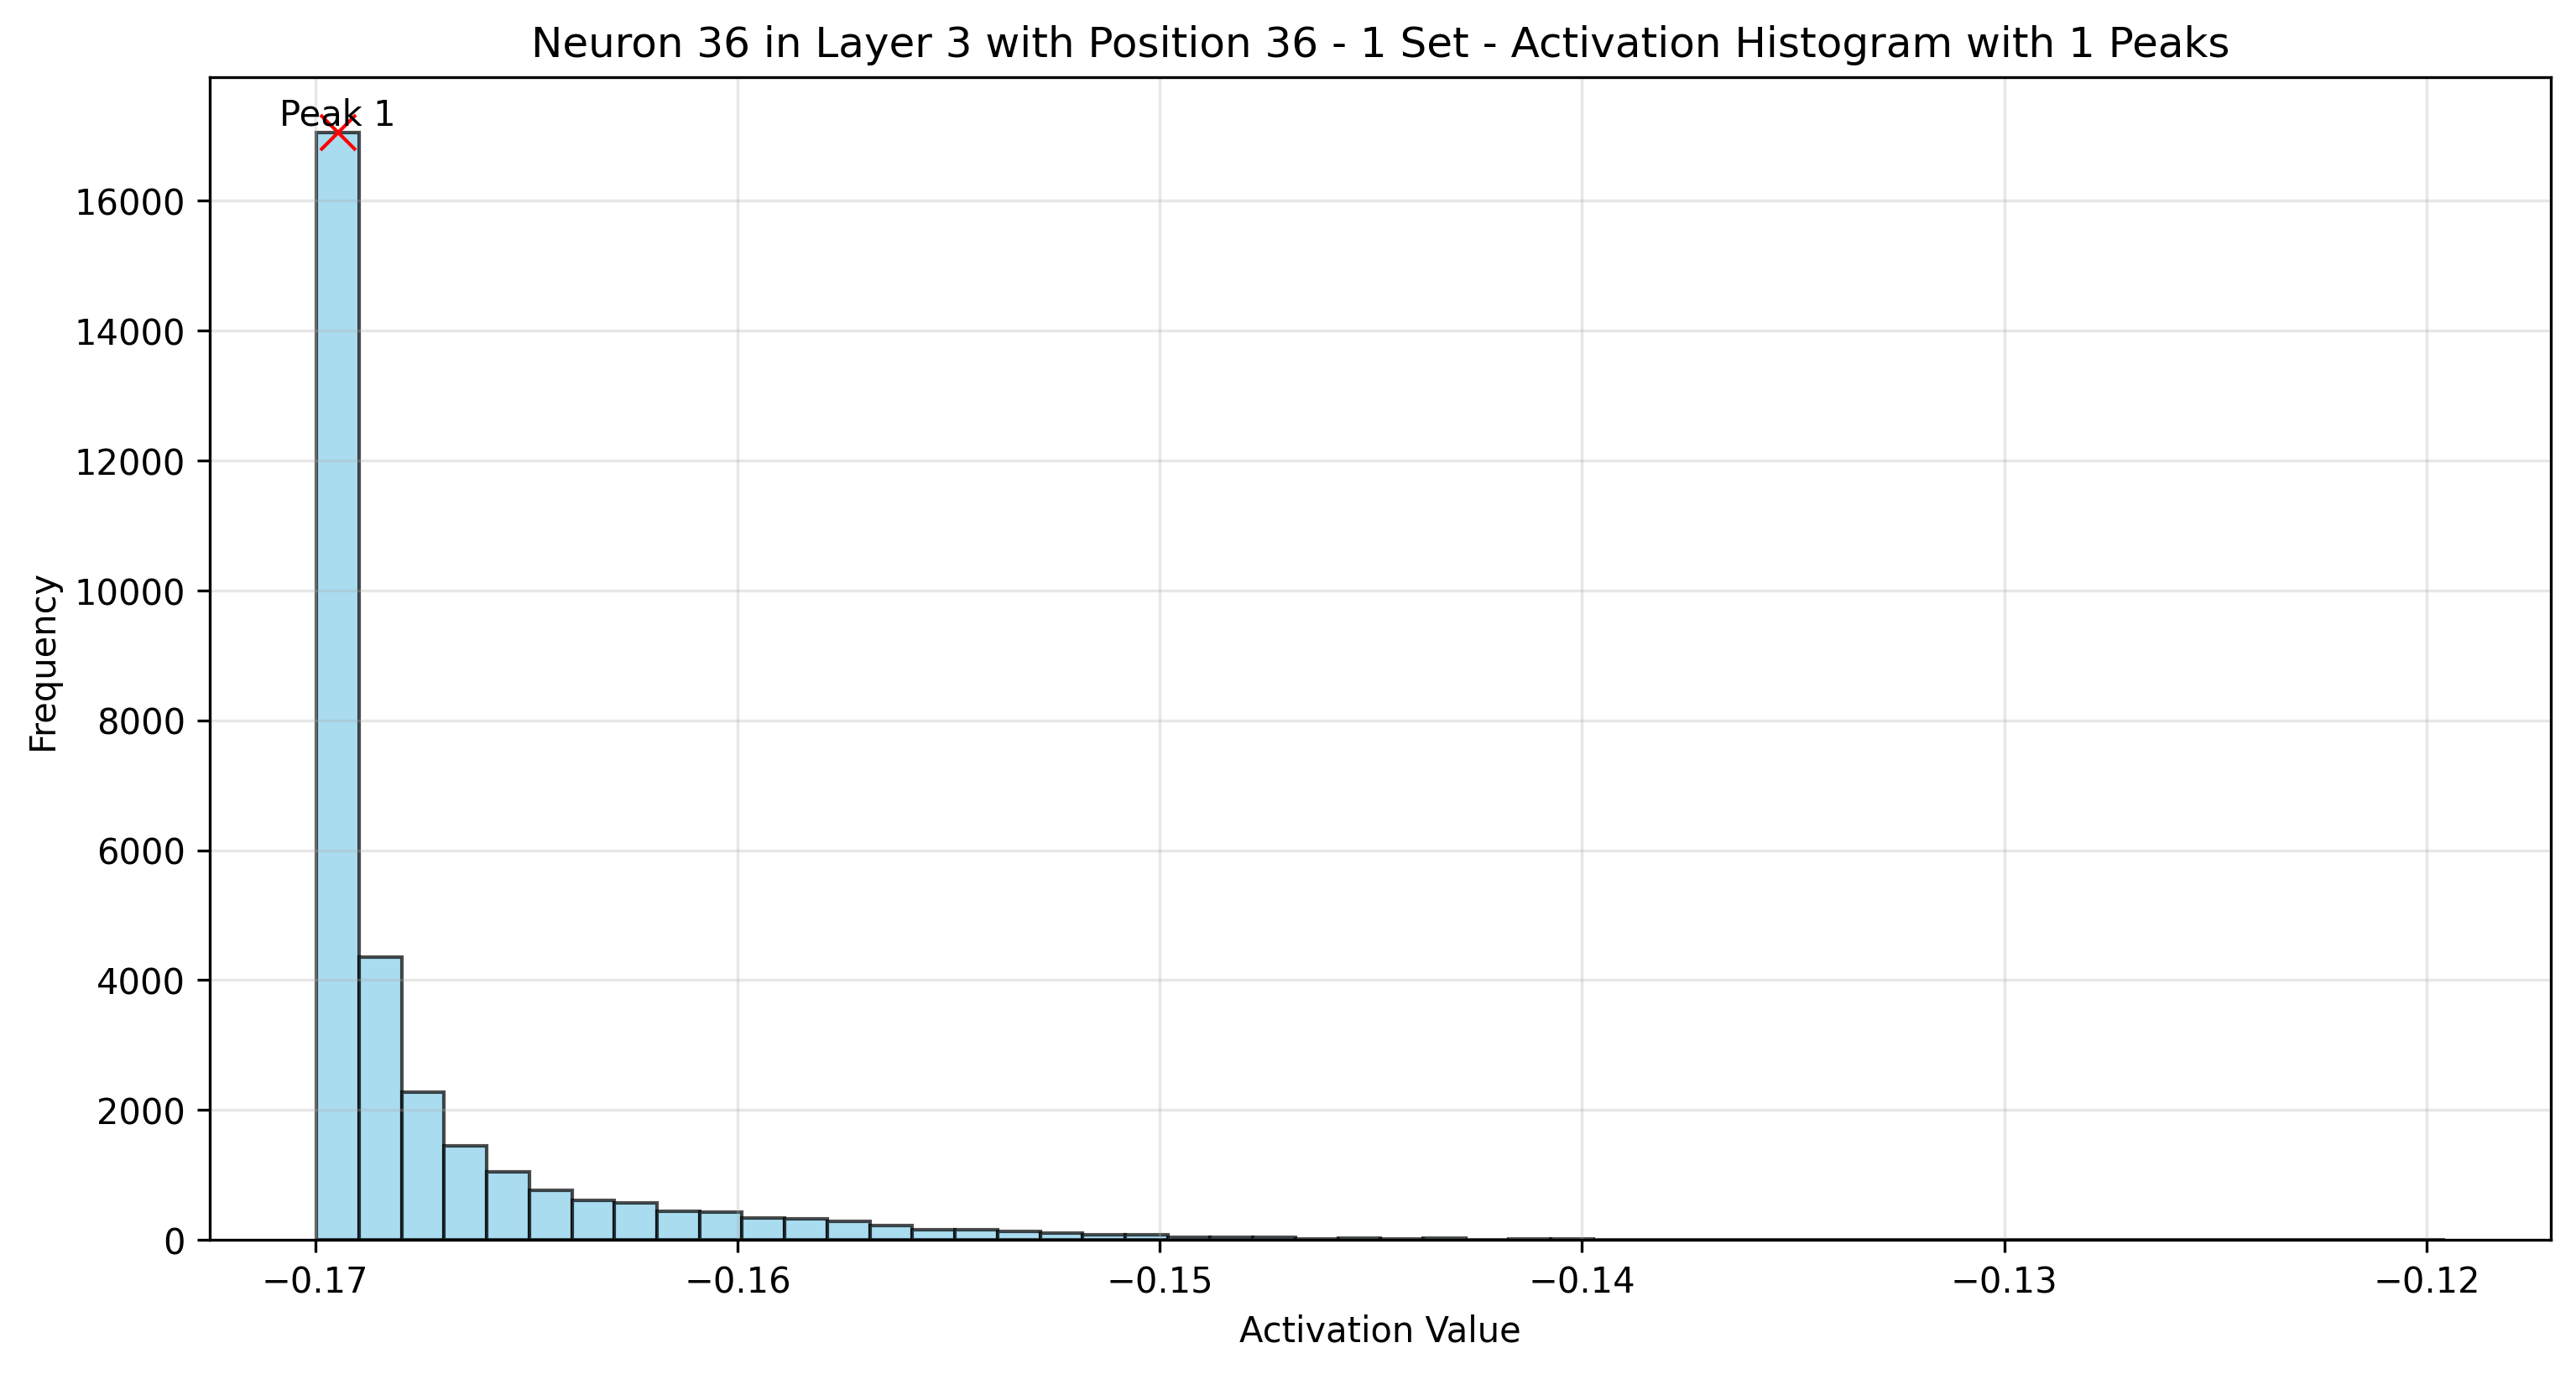 Neuron 36 in Layer 3 with Position 36 - 1 Set - Activation Histogram with 1 Peaks
Peak 1
16000
14000
12000
10000
8000
6000
4000
2000
0
Frequency
−0.17 −0.16 −0.15 −0.14 −0.13 −0.12
Activation Value